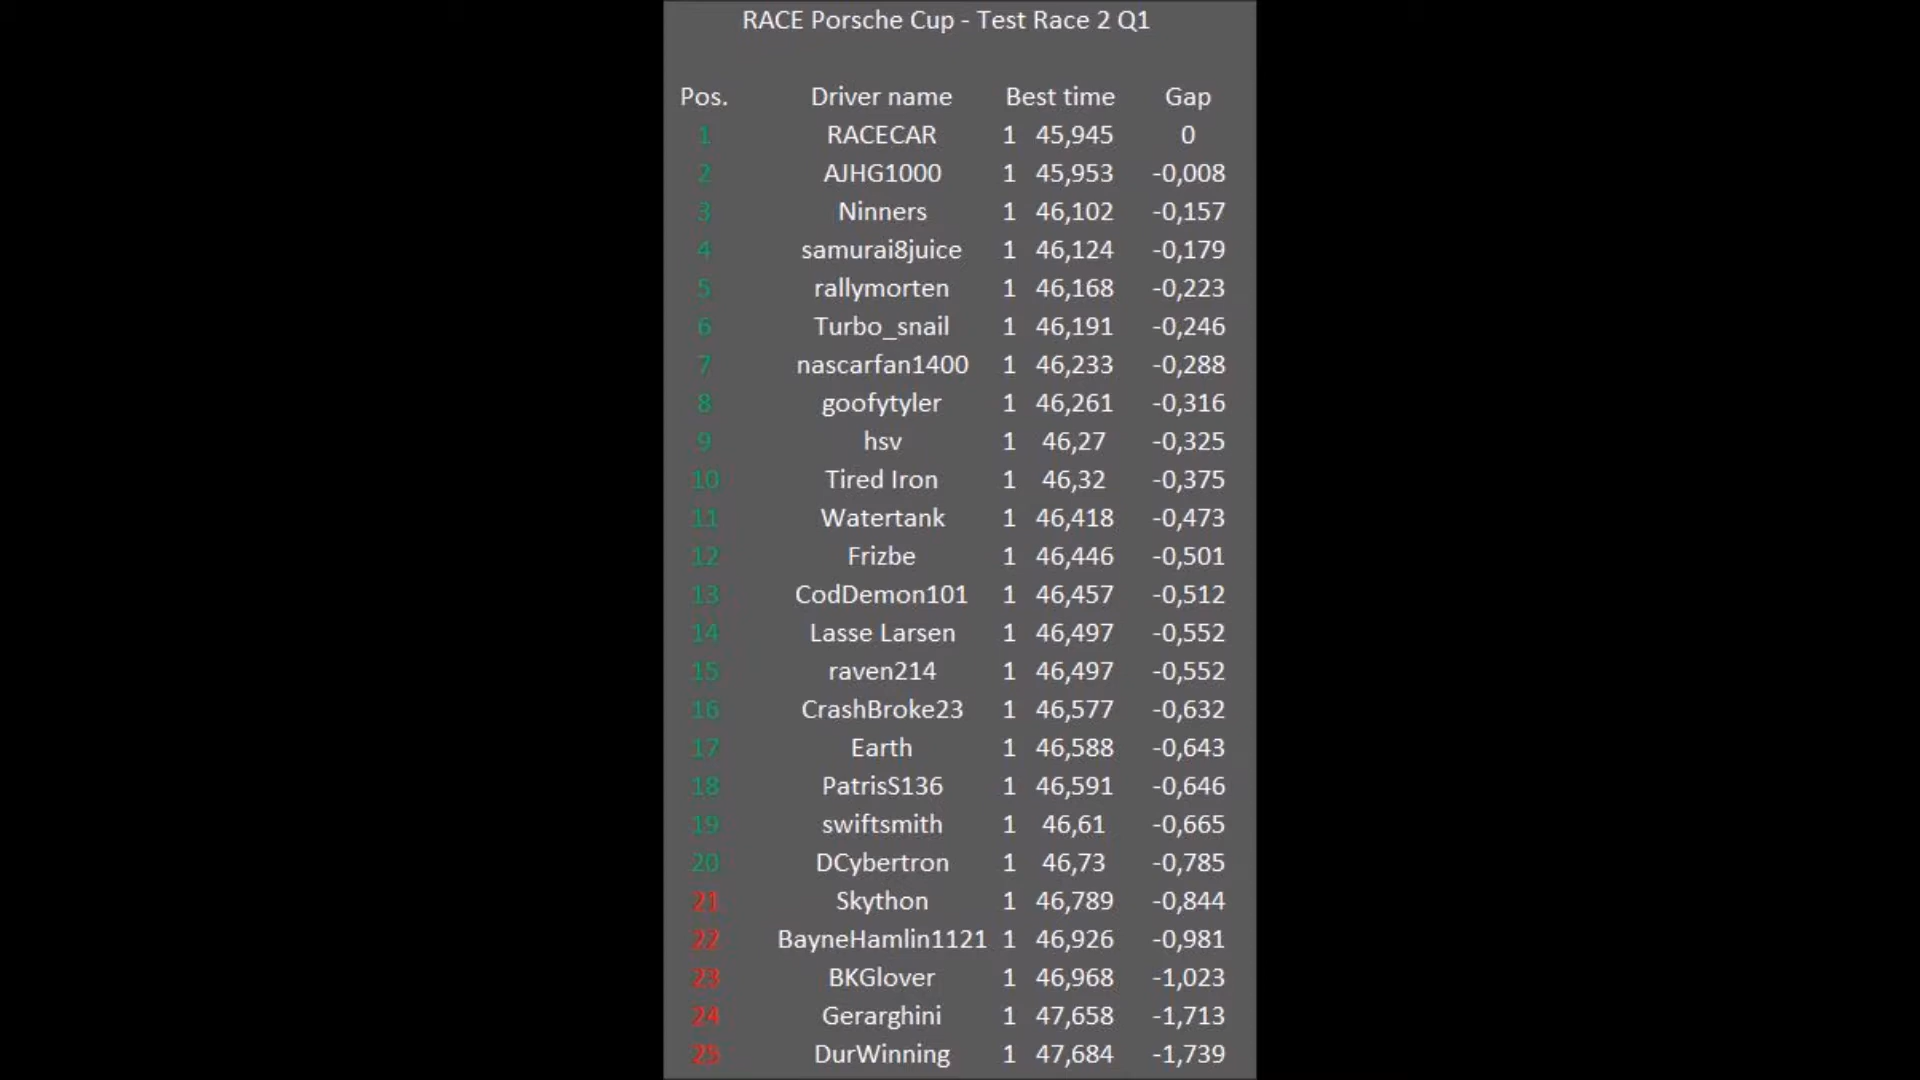 RACE Porsche Cup - Test Race 2 Q1
Pos. Driver name Best time Gap
1 RACECAR 1 45,945 0
2 AJHG1000 1 45,953 -0,008
3 Ninners 1 46,102 -0,157
4 samurai8juice 1 46,124 -0,179
5 rallymorten 1 46,168 -0,223
6 Turbo_snail 1 46,191 -0,246
7 nascarfan1400 1 46,233 -0,288
8 goofytyler 1 46,261 -0,316
9 hsv 1 46,27 -0,325
10 Tired Iron 1 46,32 -0,375
11 Watertank 1 46,418 -0,473
12 Frizbe 1 46,446 -0,501
13 CodDemon101 1 46,457 -0,512
14 Lasse Larsen 1 46,497 -0,552
15 raven214 1 46,497 -0,552
16 CrashBroke23 1 46,577 -0,632
17 Earth 1 46,588 -0,643
18 PatrisS136 1 46,591 -0,646
19 swiftsmith 1 46,61 -0,665
20 DCybertron 1 46,73 -0,785
21 Skython 1 46,789 -0,844
22 BayneHamlin1121 1 46,926 -0,981
23 BKGlover 1 46,968 -1,023
24 Gerarghini 1 47,658 -1,713
25 DurWinning 1 47,684 -1,739